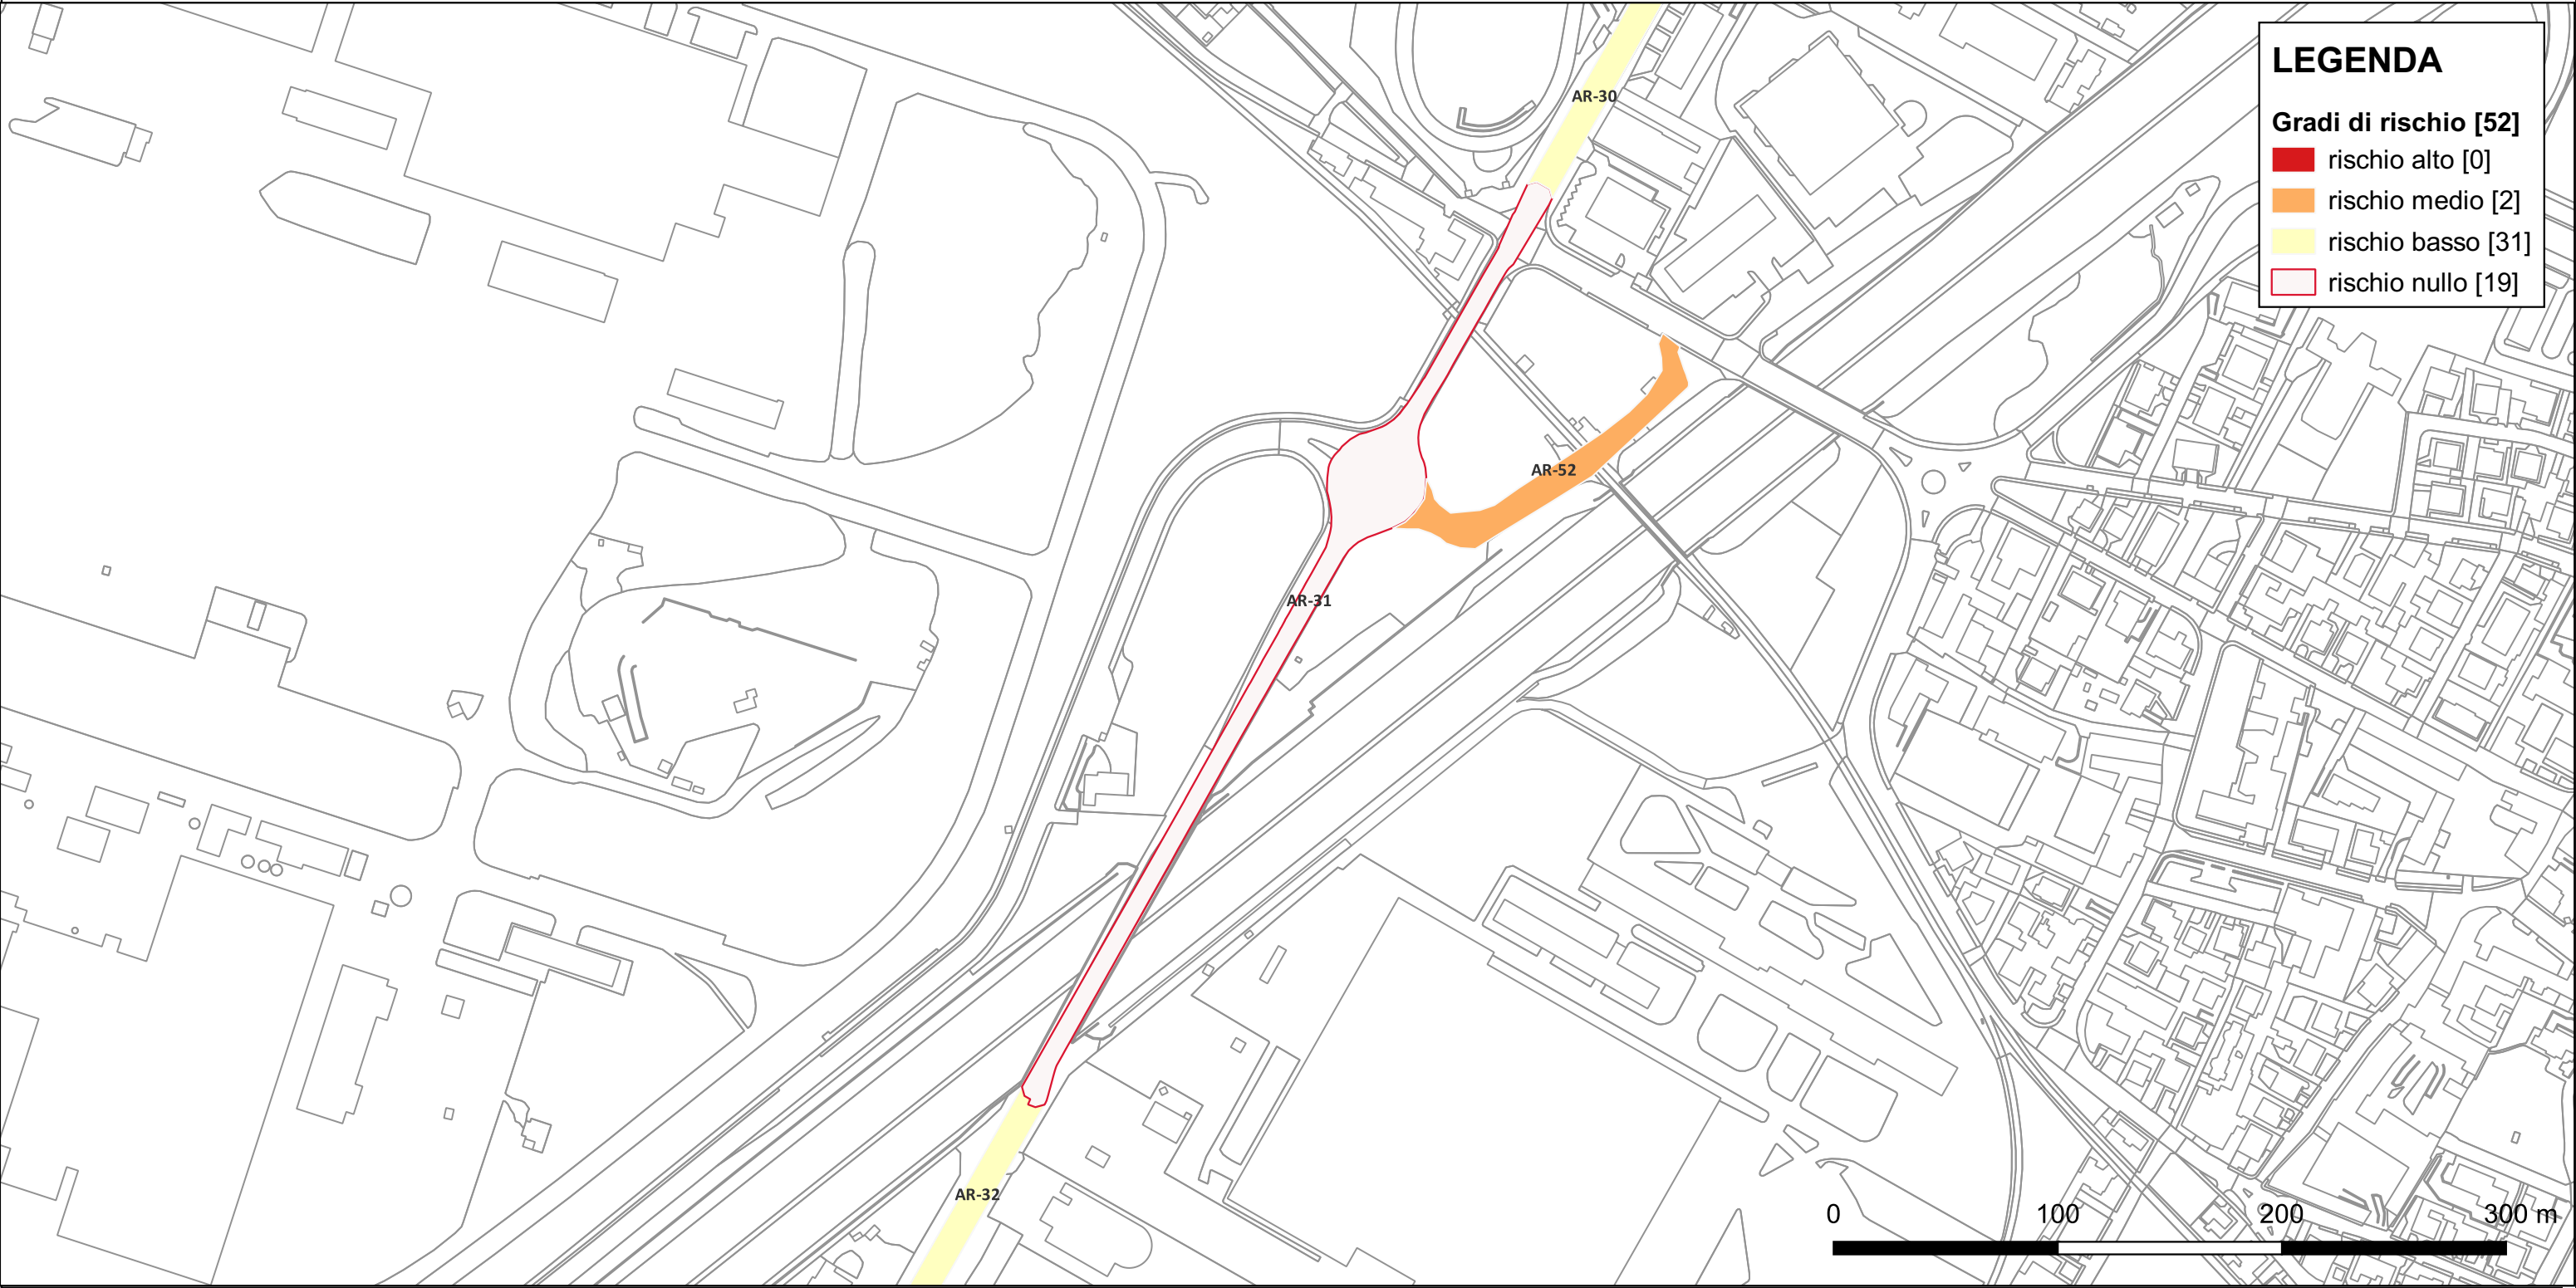 LEGENDA
Gradi di rischio [52]
rischio alto [0]
rischio medio [2]
rischio basso [31]
rischio nullo [19]
AR-30
AR-52
AR-31
AR-32
0 100 200 300 m